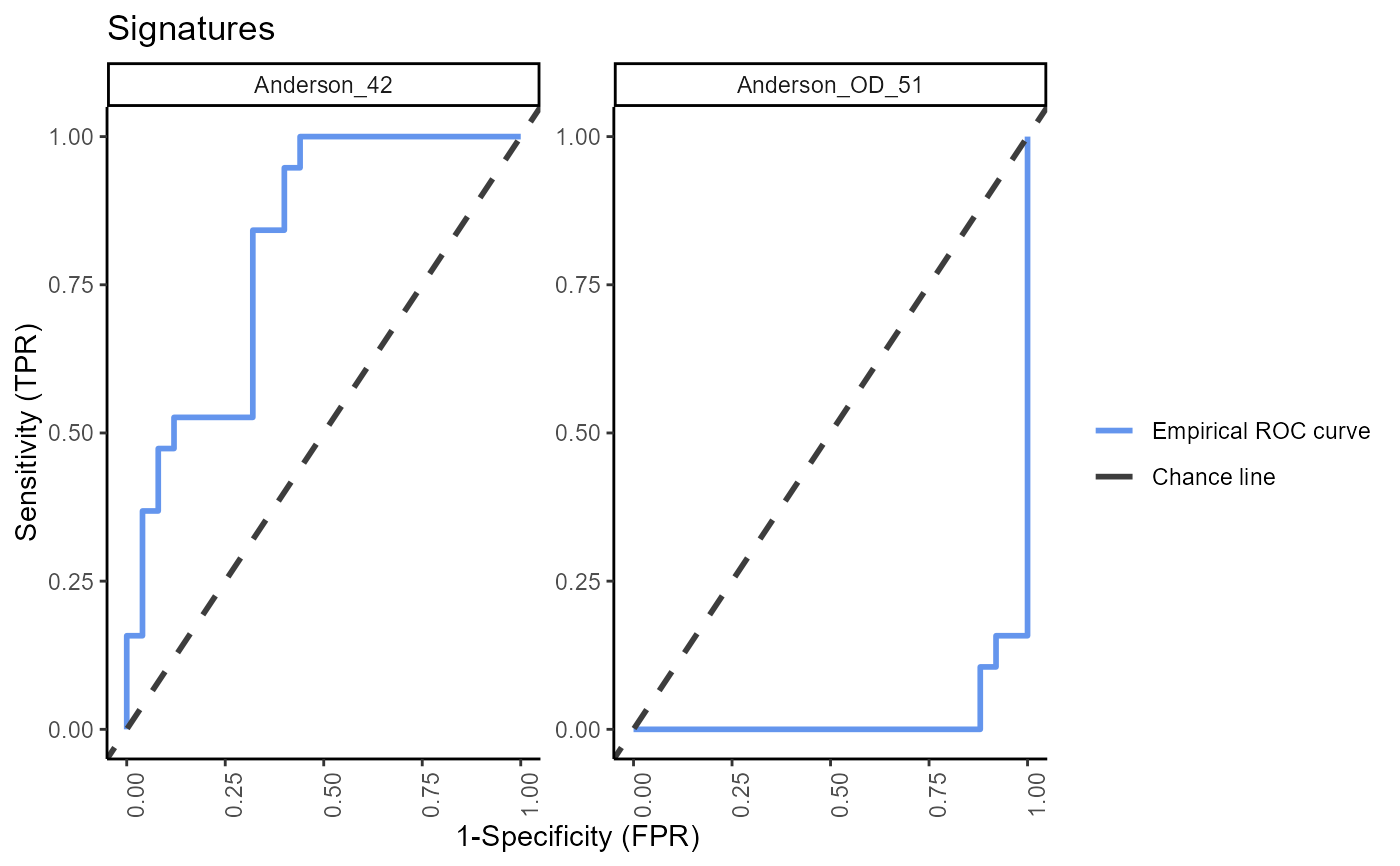 Signatures
Anderson_42
Anderson_OD_51
Sensitivity (TPR)
1.00
0.75
0.50
0.25
0.00
0.00
0.25
0.50
0.75
1.00
1.00
0.75
0.50
0.25
0.00
0.00
0.25
0.50
0.75
1.00
1-Specificity (FPR)
Empirical ROC curve
Chance line